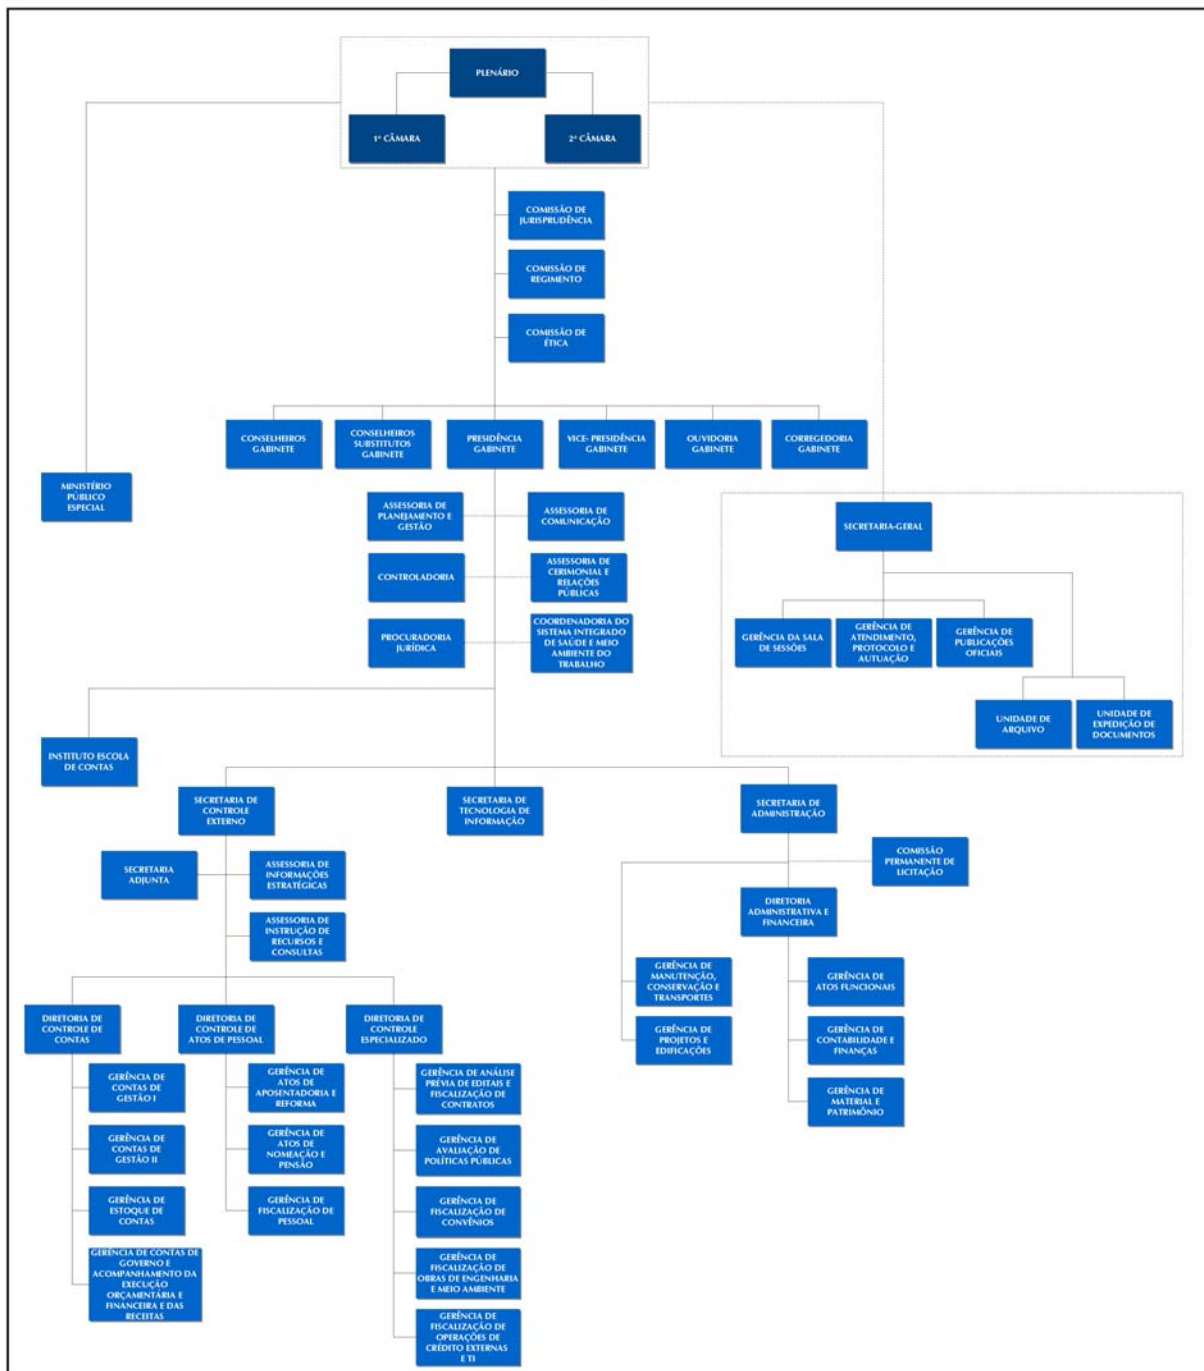 PLENÁRIO
1ª CÂMARA
2ª CÂMARA
COMISSÃO DE
JURISPRUDÊNCIA
COMISSÃO DE
REGIMENTO
COMISSÃO DE
ÉTICA
CONSELHEIROS
GABINETE
CONSELHEIROS
SUBSTITUTOS
GABINETE
PRESIDÊNCIA
GABINETE
VICE- PRESIDÊNCIA
GABINETE
OUVIDORIA
GABINETE
CORREGEDORIA
GABINETE
MINISTÉRIO
PÚBLICO
ESPECIAL
ASSESSORIA DE
PLANEJAMENTO E
GESTÃO
ASSESSORIA DE
COMUNICAÇÃO
CONTROLADORIA
ASSESSORIA DE
CERIMONIAL E
RELAÇÕES
PÚBLICAS
PROCURADORIA
JURÍDICA
COORDENADORIA DO
SISTEMA INTEGRADO
DE SAÚDE E MEIO
AMBIENTE DO
TRABALHO
SECRETARIA-GERAL
GERÊNCIA DA SALA
DE SESSÕES
GERÊNCIA DE
ATENDIMENTO,
PROTOCOLO E
AUTUAÇÃO
GERÊNCIA DE
PUBLICAÇÕES
OFICIAIS
UNIDADE DE
ARQUIVO
UNIDADE DE
EXPEDIÇÃO DE
DOCUMENTOS
INSTITUTO ESCOLA
DE CONTAS
SECRETARIA DE
CONTROLE
EXTERNO
SECRETARIA DE
TECNOLOGIA DE
INFORMAÇÃO
SECRETARIA DE
ADMINISTRAÇÃO
SECRETARIA
ADJUNTA
ASSESSORIA DE
INFORMAÇÕES
ESTRATÉGICAS
ASSESSORIA DE
INSTRUÇÃO DE
RECURSOS E
CONSULTAS
COMISSÃO
PERMANENTE DE
LICITAÇÃO
DIRETORIA
ADMINISTRATIVA E
FINANCEIRA
GERÊNCIA DE
MANUTENÇÃO,
CONSERVAÇÃO E
TRANSPORTES
GERÊNCIA DE
PROJETOS E
EDIFICAÇÕES
GERÊNCIA DE
ATOS FUNCIONAIS
GERÊNCIA DE
CONTABILIDADE E
FINANÇAS
GERÊNCIA DE
MATERIAL E
PATRIMÔNIO
DIRETORIA DE
CONTROLE DE
CONTAS
DIRETORIA DE
CONTROLE DE
ATOS DE PESSOAL
DIRETORIA DE
CONTROLE
ESPECIALIZADO
GERÊNCIA DE
CONTAS DE
GESTÃO I
GERÊNCIA DE
CONTAS DE
GESTÃO II
GERÊNCIA DE
ESTOQUE DE
CONTAS
GERÊNCIA DE CONTAS DE
GOVERNO E
ACOMPANHAMENTO DA
EXECUÇÃO
ORÇAMENTÁRIA E
FINANCEIRA E DAS
RECEITAS
GERÊNCIA DE
ATOS DE
APOSENTADORIA E
REFORMA
GERÊNCIA DE
ATOS DE
NOMEAÇÃO E
PENSÃO
GERÊNCIA DE
FISCALIZAÇÃO DE
PESSOAL
GERÊNCIA DE ANÁLISE
PRÉVIA DE EDITAIS E
FISCALIZAÇÃO DE
CONTRATOS
GERÊNCIA DE
AVALIAÇÃO DE
POLÍTICAS PÚBLICAS
GERÊNCIA DE
FISCALIZAÇÃO DE
CONVÊNIOS
GERÊNCIA DE
FISCALIZAÇÃO DE
OBRAS DE ENGENHARIA
E MEIO AMBIENTE
GERÊNCIA DE
FISCALIZAÇÃO DE
OPERAÇÕES DE
CRÉDITO EXTERNAS
E TI